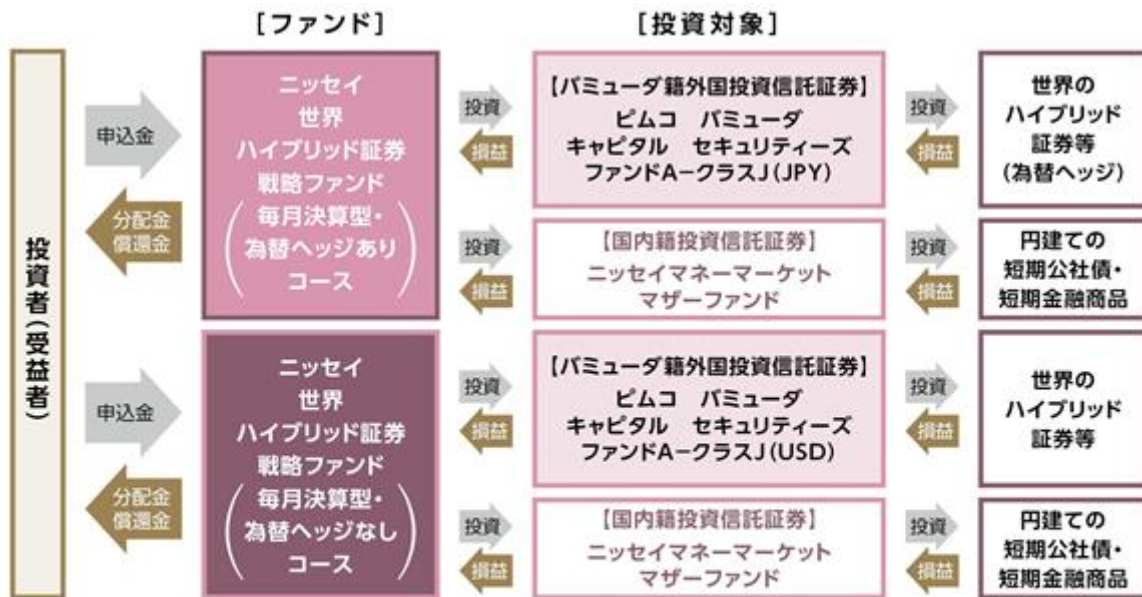 ［ファンド］
［投資対象］
投資者（受益者）
申込金
分配金
償還金
ニッセイ
世界
ハイブリッド証券
戦略ファンド
（毎月決算型・
為替ヘッジあり
コース）
投資
損益
【バミューダ籍外国投資信託証券】
ピムコ　バミューダ
キャピタル　セキュリティーズ
ファンドA－クラスJ（JPY）
投資
損益
世界の
ハイブリッド
証券等
（為替ヘッジ）
投資
損益
【国内籍投資信託証券】
ニッセイマネーマーケット
マザーファンド
投資
損益
円建ての
短期公社債・
短期金融商品
申込金
分配金
償還金
ニッセイ
世界
ハイブリッド証券
戦略ファンド
（毎月決算型・
為替ヘッジなし
コース）
投資
損益
【バミューダ籍外国投資信託証券】
ピムコ　バミューダ
キャピタル　セキュリティーズ
ファンドA－クラスJ（USD）
投資
損益
世界の
ハイブリッド
証券等
投資
損益
【国内籍投資信託証券】
ニッセイマネーマーケット
マザーファンド
投資
損益
円建ての
短期公社債・
短期金融商品